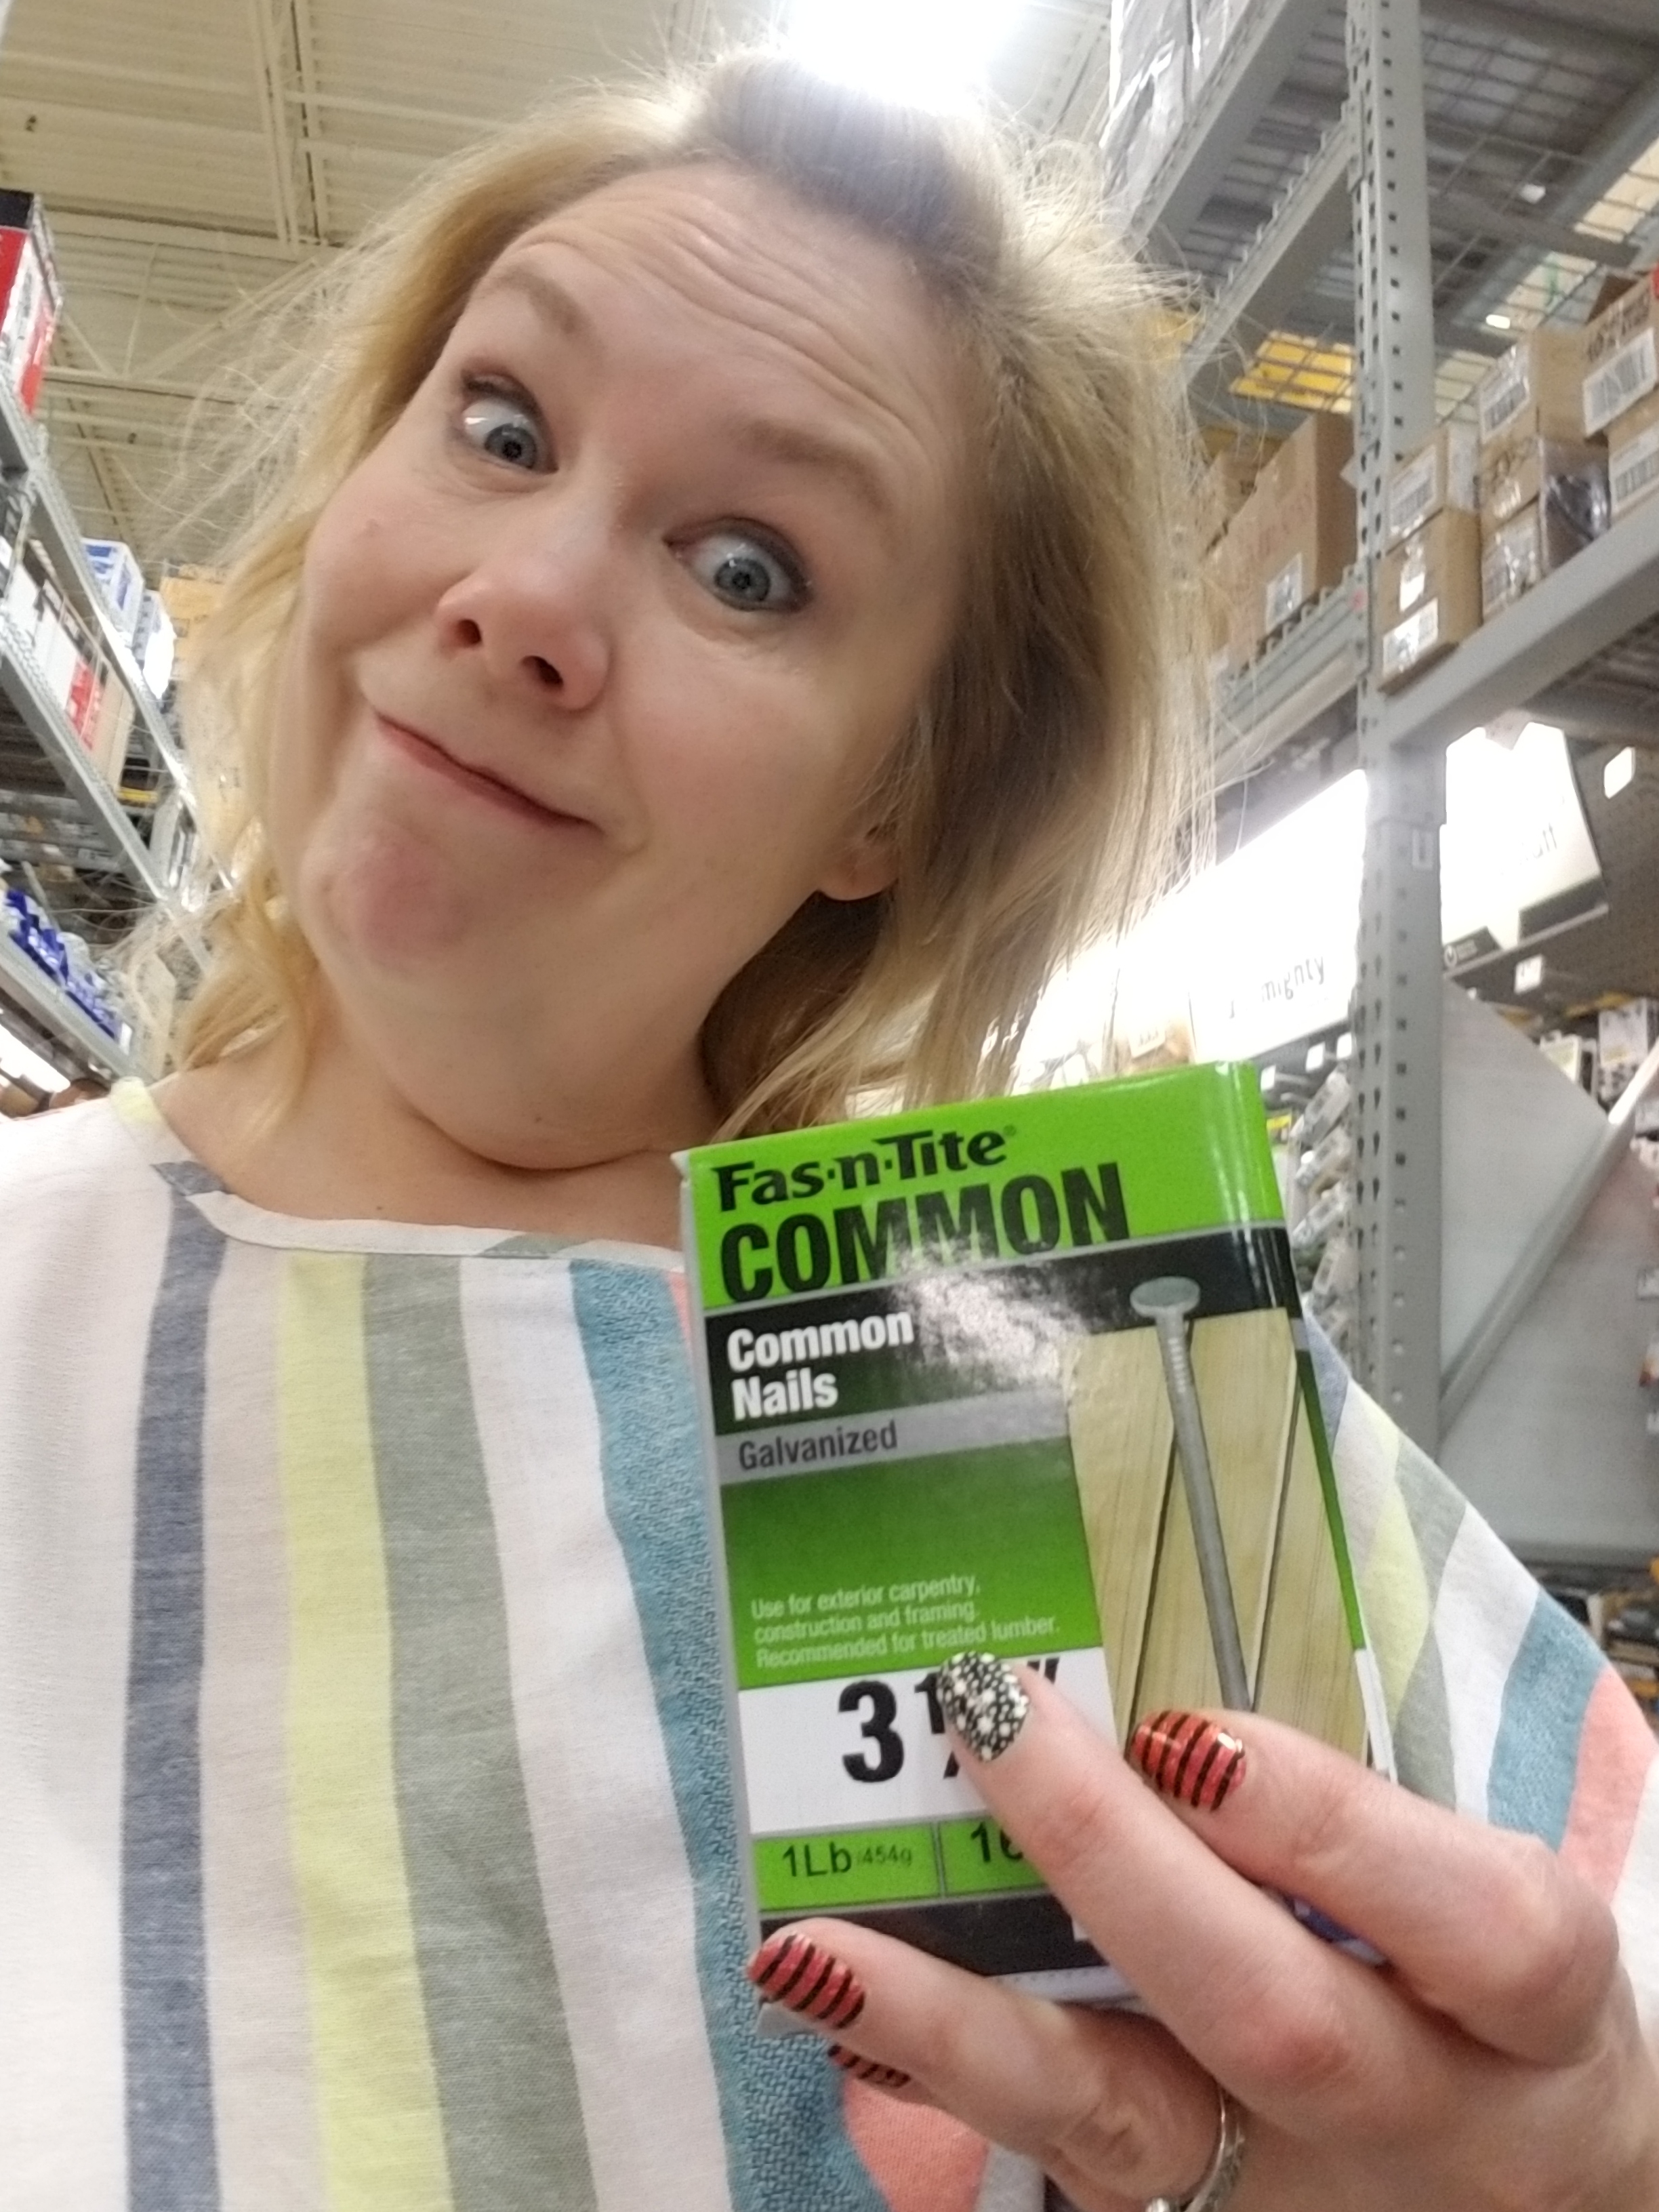 Fas·n·Tite®
COMMON
Common
Nails
Galvanized
Use for exterior carpentry,
construction and framing.
Recommended for treated lumber.
3
1Lb (454g)
mighty